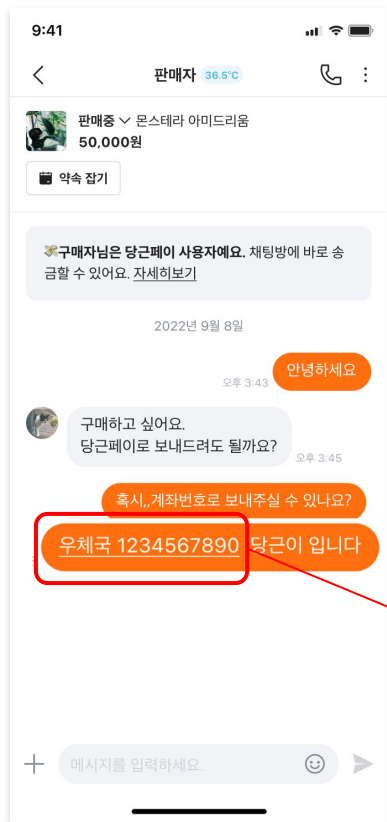 9:41
판매자 36.5°C
판매중 몬스테라 아미드리움
50,000원
약속 잡기
💸구매자님은 당근페이 사용자예요. 채팅방에 바로 송
금할 수 있어요. 자세히보기
2022년 9월 8일
안녕하세요
오후 3:43
구매하고 싶어요.
당근페이로 보내드려도 될까요?
오후 3:45
혹시,,계좌번호로 보내주실 수 있나요?
우체국 1234567890 당근이 입니다
메시지를 입력하세요.